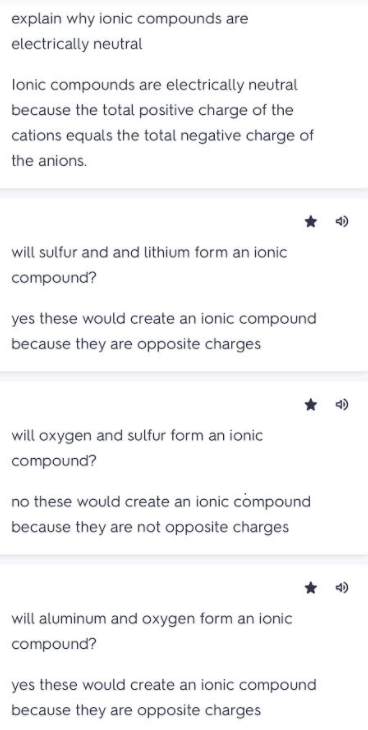 explain why ionic compounds are
electrically neutral
Ionic compounds are electrically neutral
because the total positive charge of the
cations equals the total negative charge of
the anions.
will sulfur and and lithium form an ionic
compound?
yes these would create an ionic compound
because they are opposite charges
will oxygen and sulfur form an ionic
compound?
no these would create an ionic compound
because they are not opposite charges
will aluminum and oxygen form an ionic
compound?
yes these would create an ionic compound
because they are opposite charges